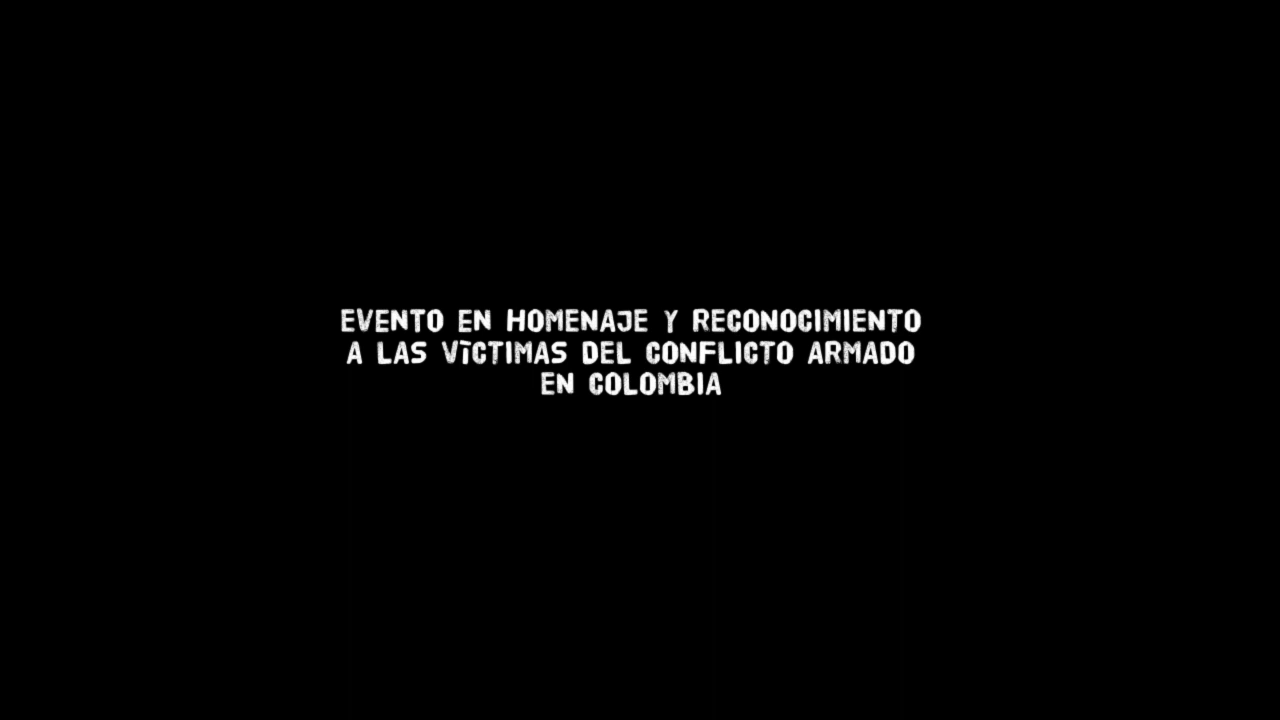 EVENTO EN HOMENAJE Y RECONOCIMIENTO
A LAS VÍCTIMAS DEL CONFLICTO ARMADO
EN COLOMBIA